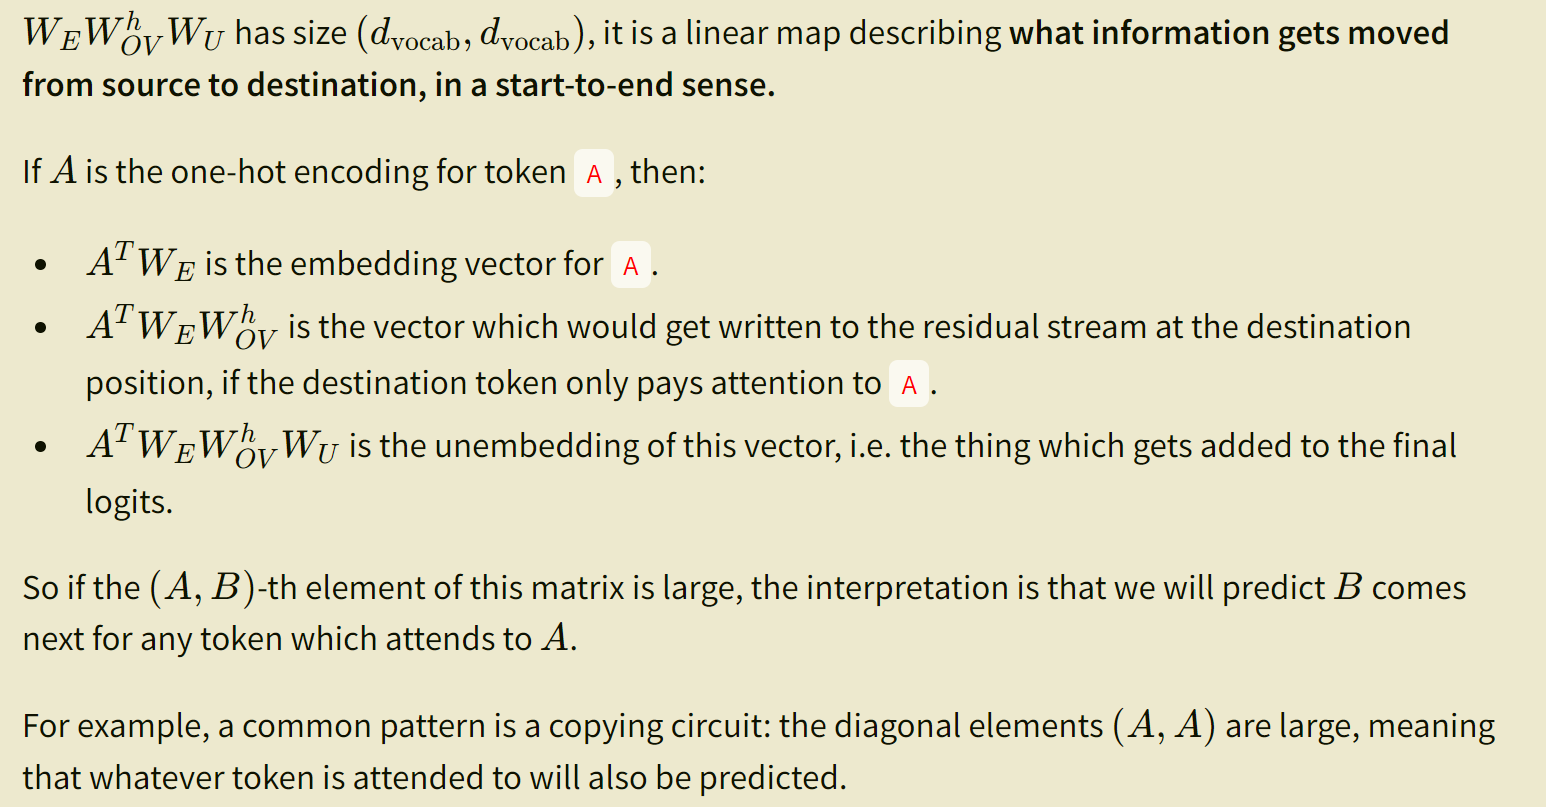 $W_E W_{OV}^h W_U$ has size $(d_{\text{vocab}}, d_{\text{vocab}})$, it is a linear map describing what information gets moved
from source to destination, in a start-to-end sense.
If $A$ is the one-hot encoding for token A , then:
• $A^T W_E$ is the embedding vector for A .
• $A^T W_E W_{OV}^h$ is the vector which would get written to the residual stream at the destination
position, if the destination token only pays attention to A .
• $A^T W_E W_{OV}^h W_U$ is the unembedding of this vector, i.e. the thing which gets added to the final
logits.
So if the $(A, B)$-th element of this matrix is large, the interpretation is that we will predict $B$ comes
next for any token which attends to $A$.
For example, a common pattern is a copying circuit: the diagonal elements $(A, A)$ are large, meaning
that whatever token is attended to will also be predicted.